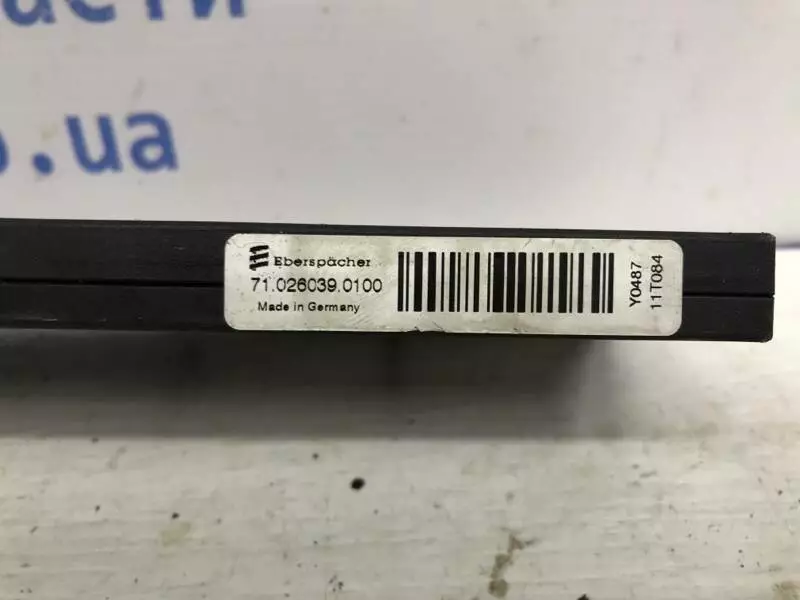 .ua
Eberspächer
71.026039.0100
Made in Germany
Y0487
11T084